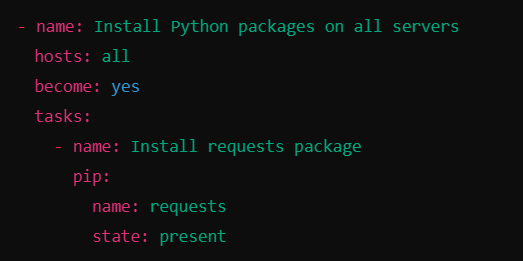 - name: Install Python packages on all servers
  hosts: all
  become: yes
  tasks:
    - name: Install requests package
      pip:
        name: requests
        state: present